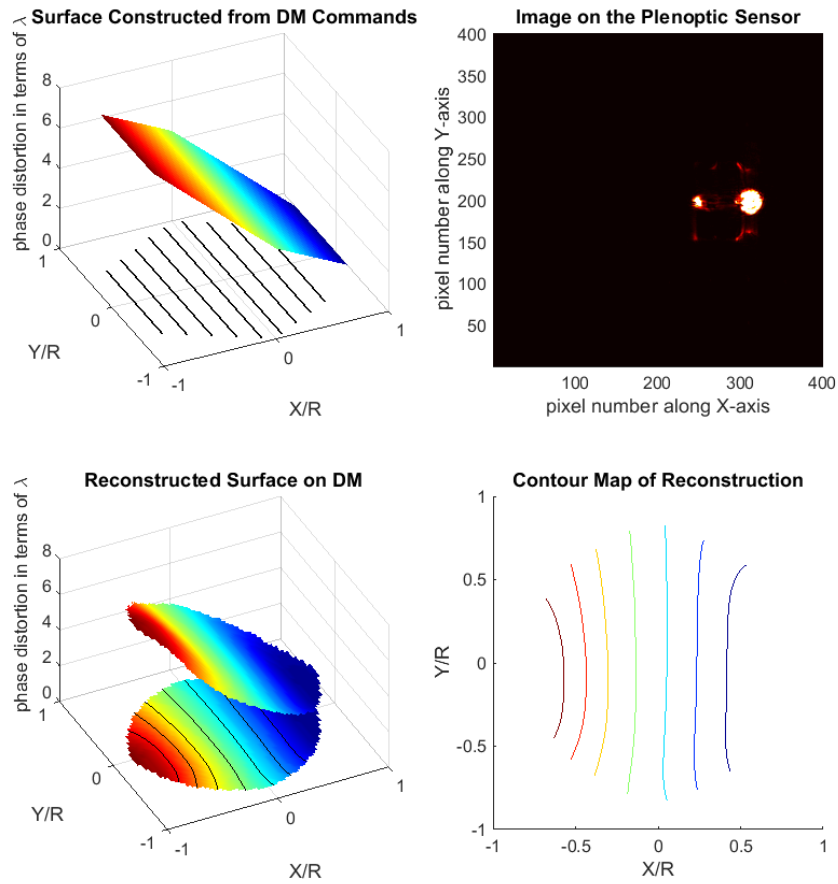 Surface Constructed from DM Commands
phase distortion in terms of λ
8
6
4
2
0
1
0
-1
Y/R
-1
0
1
X/R
Image on the Plenoptic Sensor
pixel number along Y-axis
400
350
300
250
200
150
100
50
100 200 300 400
pixel number along X-axis
Reconstructed Surface on DM
phase distortion in terms of λ
8
6
4
2
0
1
0
-1
Y/R
-1
0
1
X/R
Contour Map of Reconstruction
Y/R
1
0.5
0
-0.5
-1
-1 -0.5 0 0.5 1
X/R